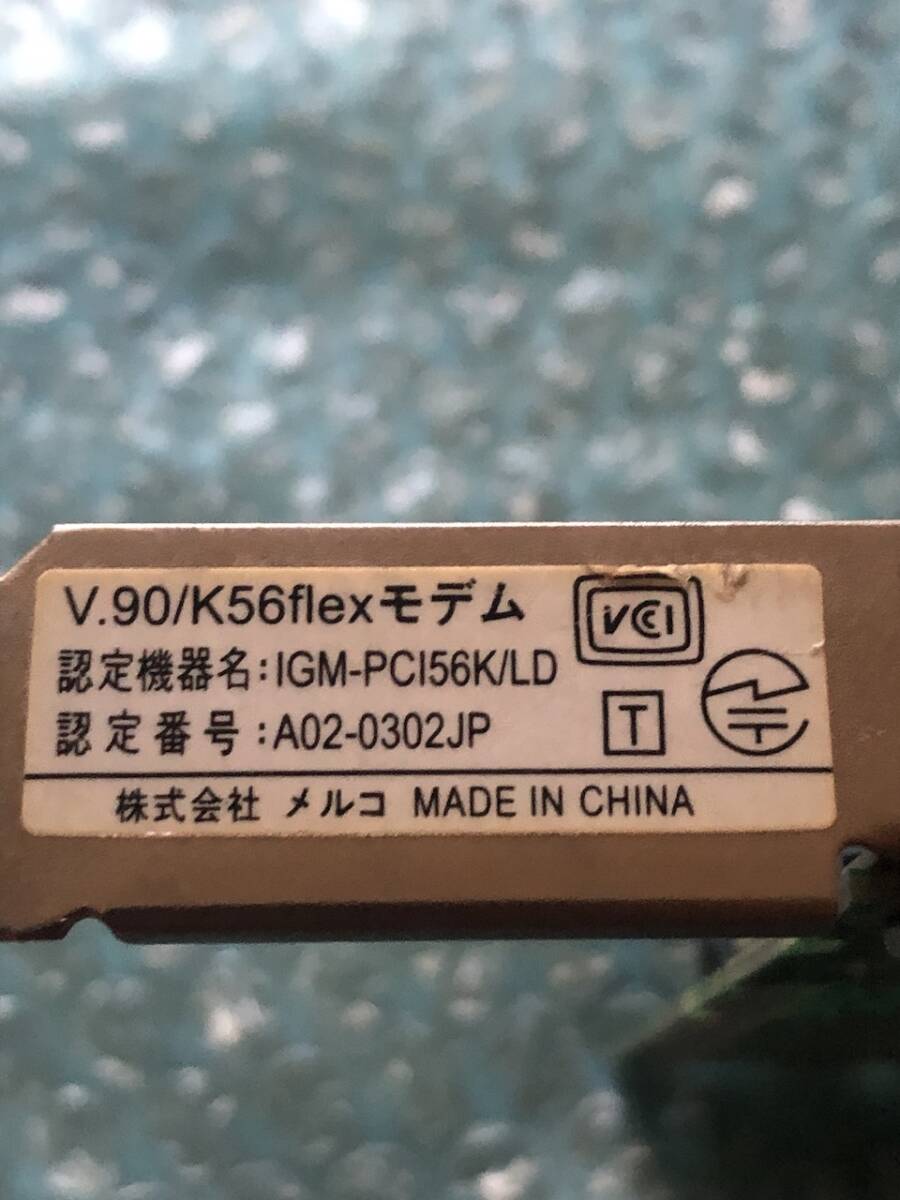 V.90/K56flexモデム
VCCI
認定機器名:IGM-PCI56K/LD
認定番号:A02-0302JP
T
株式会社 メルコ MADE IN CHINA